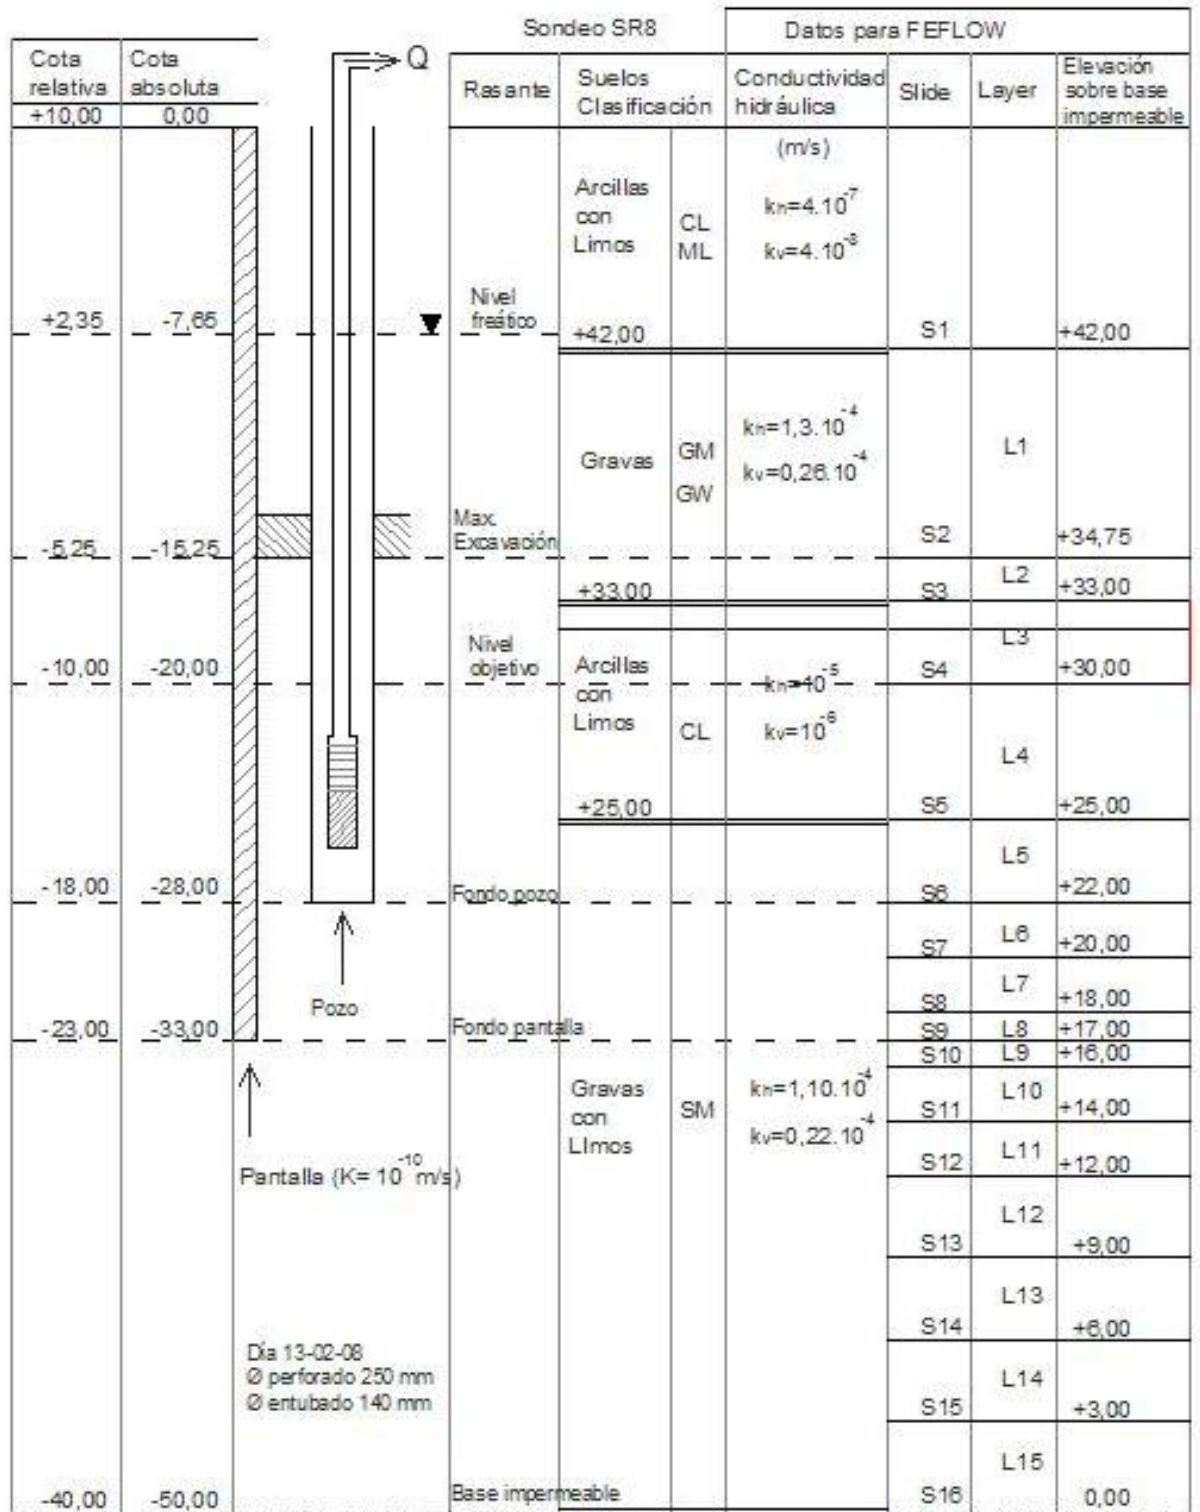 Sondeo SR8
Datos para FEFLOW
Cota relativa
Cota absoluta
Q
Rasante
Suelos Clasificación
Conductividad hidráulica
Slide
Layer
Elevación sobre base impermeable
+10,00 0,00
(m/s)
Arcillas con Limos
CL ML
kh=4.10^-7
kv=4.10^-8
Nivel freático
+2,35 -7,65
+42,00
S1
+42,00
Gravas
GM
GW
kh=1,3.10^-4
kv=0,26.10^-4
L1
Max. Excavación
-5,25 -15,25
S2
+34,75
L2
+33.00
S3
+33,00
L3
Nivel objetivo
-10,00 -20,00
S4
+30,00
Arcillas con Limos
CL
kh=10^-5
kv=10^-6
L4
+25,00
S5
+25,00
L5
-18,00 -28,00
Fondo pozo
S6
+22,00
L6
S7
+20,00
L7
Pozo
S8
+18,00
-23,00 -33,00
Fondo pantalla
S9
L8
+17,00
S10
L9
+16,00
Gravas con LImos
SM
kh=1,10.10^-4
kv=0,22.10^-4
L10
S11
+14,00
L11
Pantalla (K= 10^-10 m/s)
S12
+12,00
L12
S13
+9,00
L13
S14
+6,00
Día 13-02-08
Ø perforado 250 mm
Ø entubado 140 mm
L14
S15
+3,00
L15
-40,00 -50,00
Base impermeable
S16
0,00